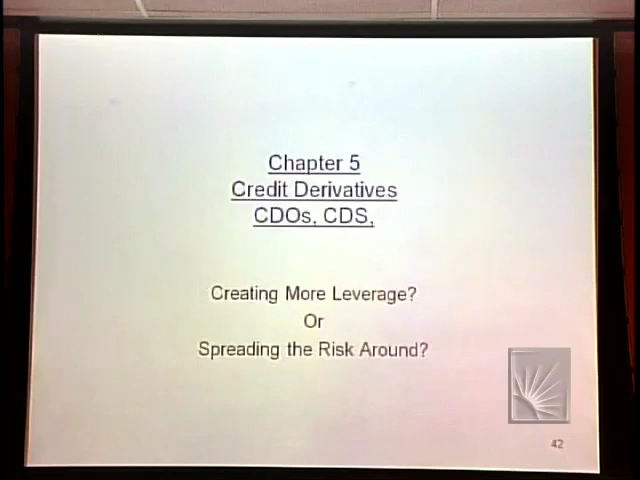 Chapter 5
Credit Derivatives
CDOs, CDS,
Creating More Leverage?
Or
Spreading the Risk Around?
42